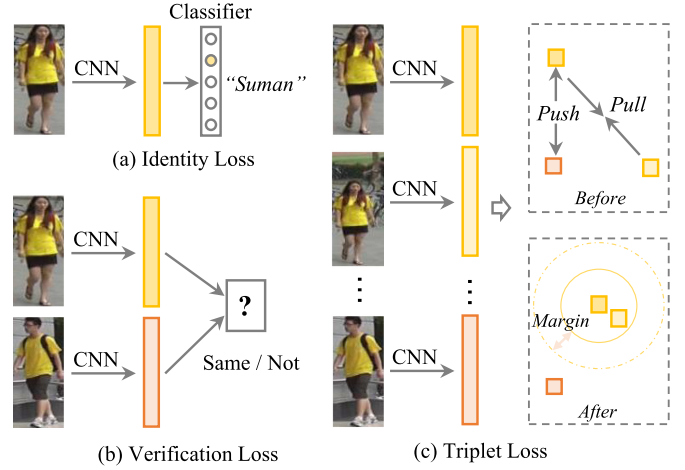 Classifier
CNN
“Suman”
(a) Identity Loss
CNN
?
CNN
Same / Not
(b) Verification Loss
CNN
CNN
CNN
Push
Pull
Before
Margin
After
(c) Triplet Loss